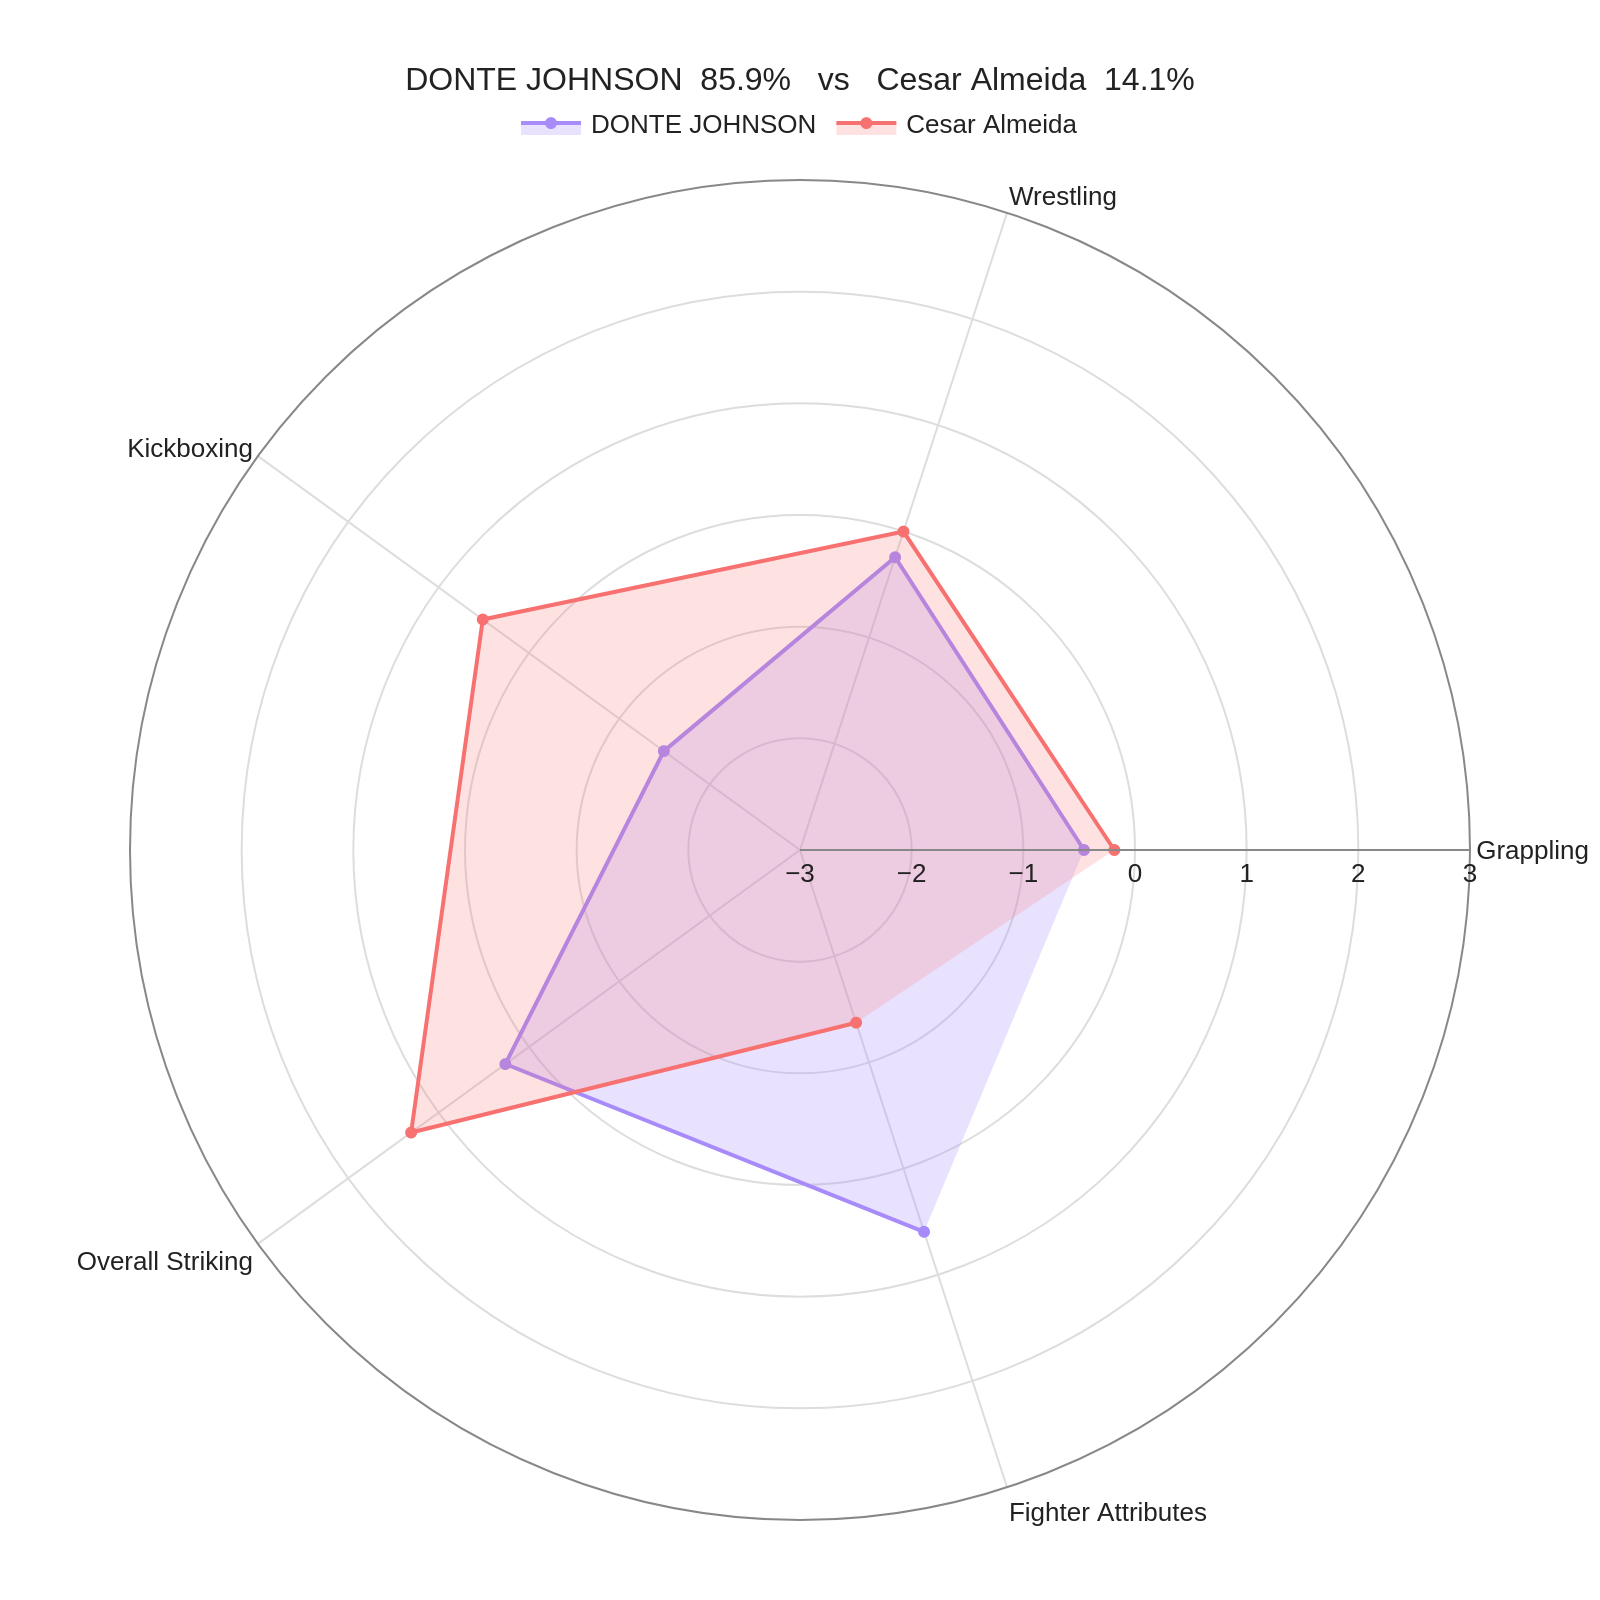 DONTE JOHNSON 85.9% vs Cesar Almeida 14.1%
DONTE JOHNSON Cesar Almeida
Wrestling
Kickboxing
Grappling
−3 −2 −1 0 1 2 3
Overall Striking
Fighter Attributes